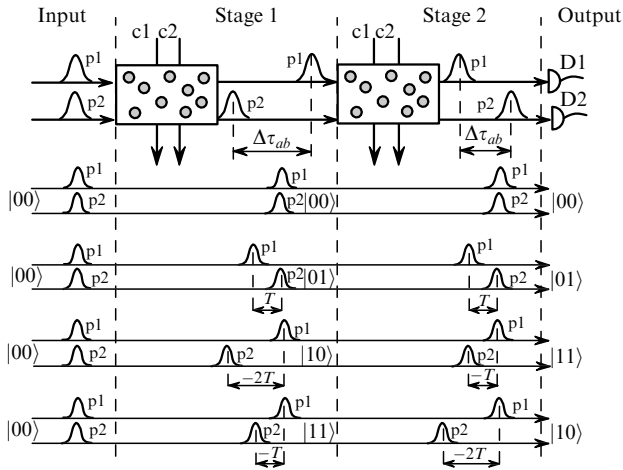 Input Stage 1 Stage 2 Output
c1 c2 c1 c2
p1 p1 p1 D1
p2 p2 p2 D2
Δτ_ab Δτ_ab
p1 p1 p1
|00⟩ p2 p2 |00⟩ p2 |00⟩
p1 p1 p1
|00⟩ p2 p2 |01⟩ p2 |01⟩
T T
p1 p1 p1
|00⟩ p2 p2 |10⟩ p2 |11⟩
−2T −T
p1 p1 p1
|00⟩ p2 p2 |11⟩ p2 |10⟩
−T −2T